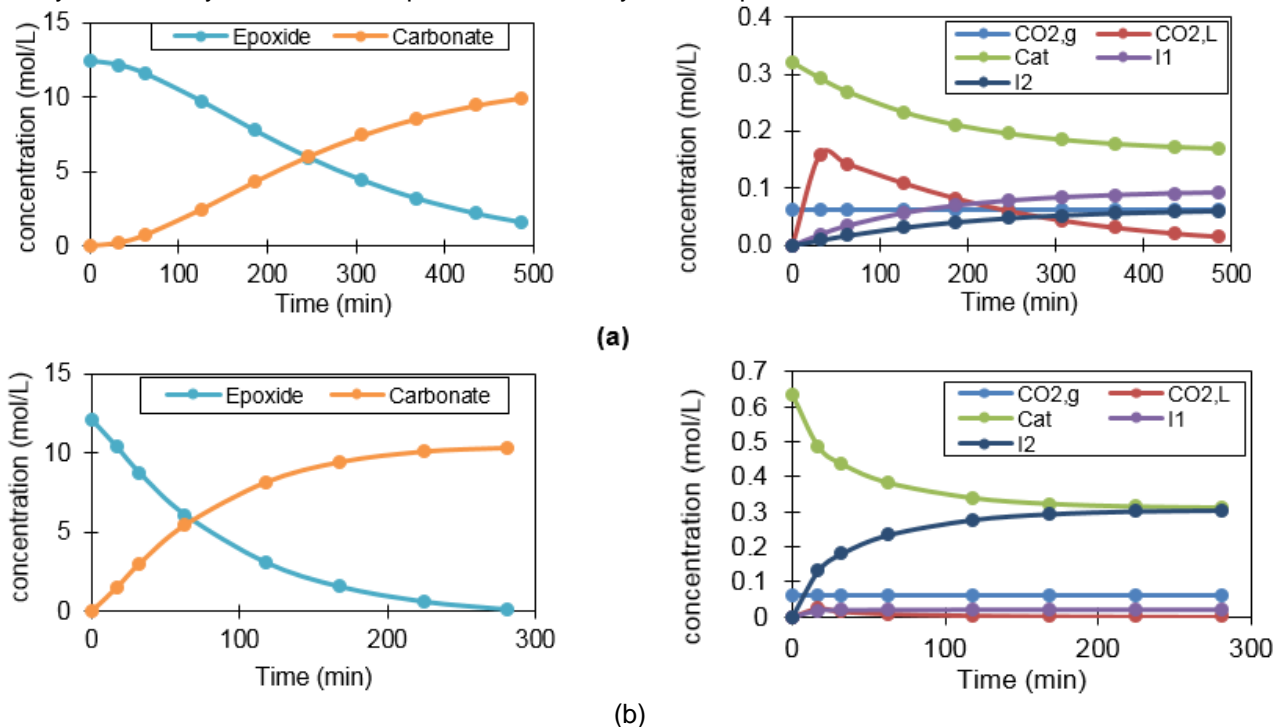 15
Epoxide Carbonate
10
5
0
0 100 200 300 400 500
Time (min)
concentration (mol/L)
0.4
CO2,g CO2,L
Cat I1
I2
0.3
0.2
0.1
0.0
0 100 200 300 400 500
Time (min)
concentration (mol/L)
(a)
15
Epoxide Carbonate
10
5
0
0 100 200 300
Time (min)
concentration (mol/L)
0.7
CO2,g CO2,L
Cat I1
I2
0.6
0.5
0.4
0.3
0.2
0.1
0
0 100 200 300
Time (min)
concentration (mol/L)
(b)